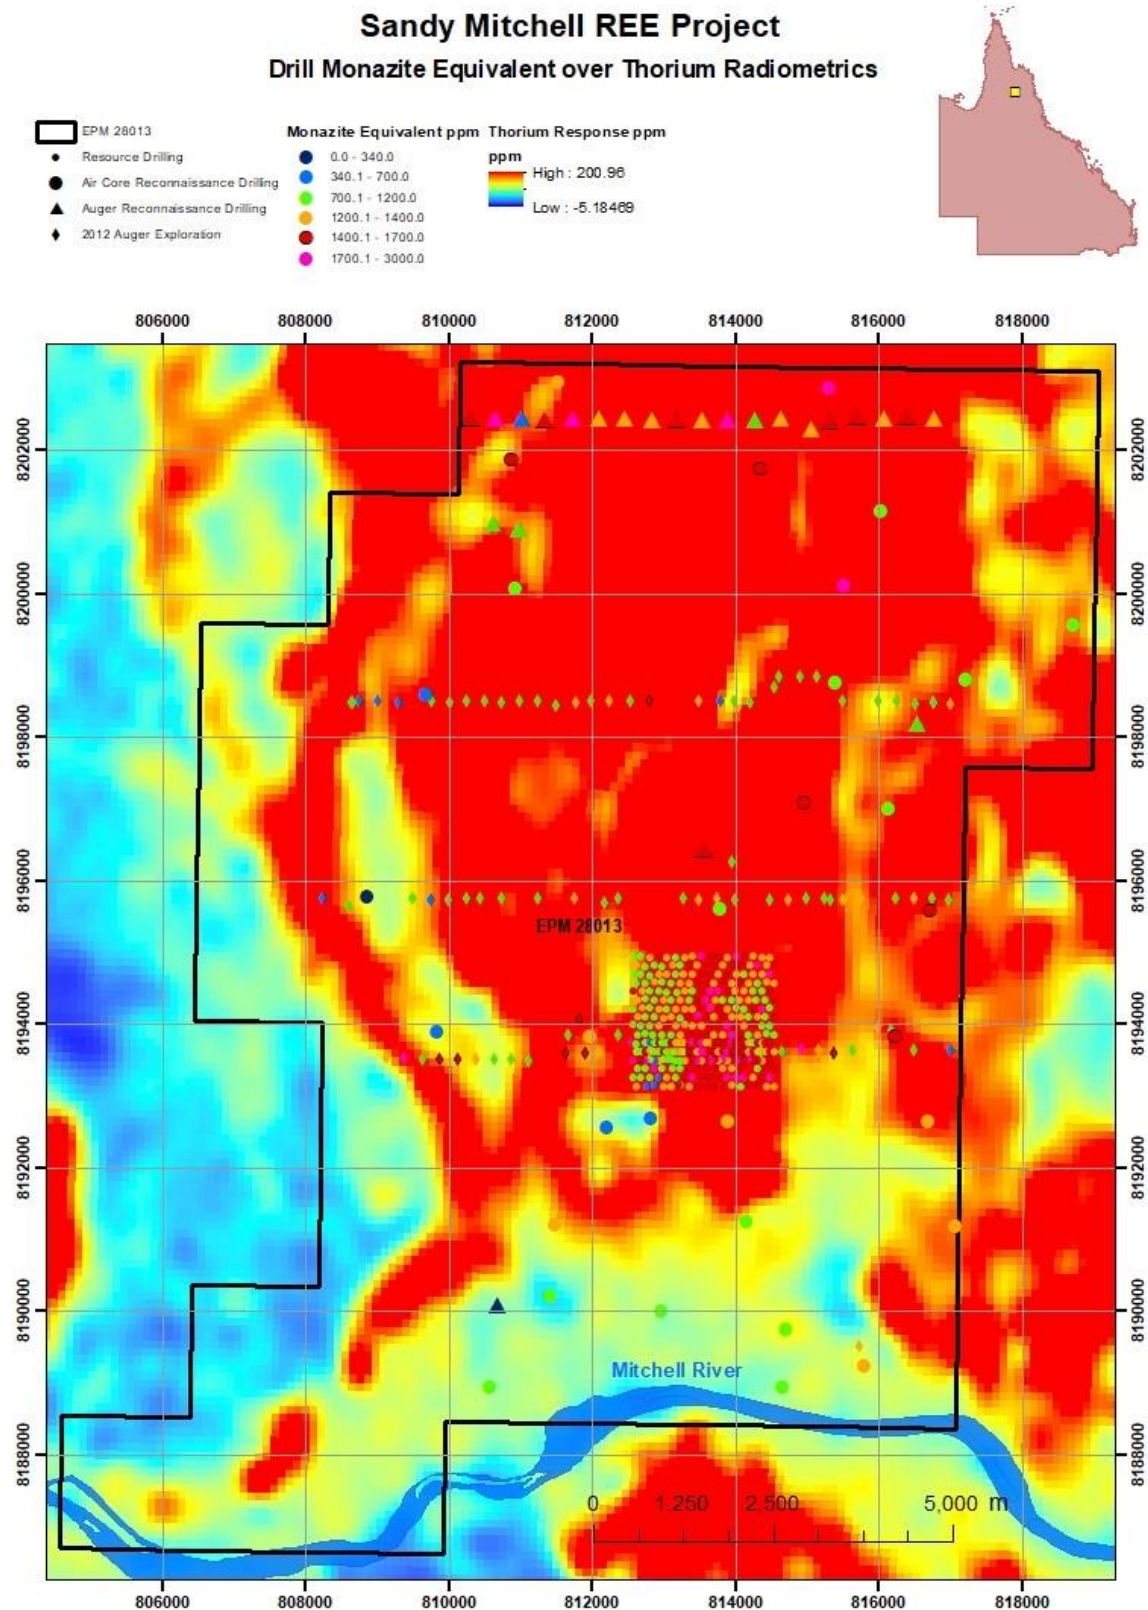 Sandy Mitchell REE Project
Drill Monazite Equivalent over Thorium Radiometrics
EPM 28013
Resource Drilling
Air Core Reconnaissance Drilling
Auger Reconnaissance Drilling
2012 Auger Exploration
Monazite Equivalent ppm
0.0 - 340.0
340.1 - 700.0
700.1 - 1200.0
1200.1 - 1400.0
1400.1 - 1700.0
1700.1 - 3000.0
Thorium Response ppm
ppm
High : 200.96
Low : -5.18469
806000 808000 810000 812000 814000 816000 818000
8202000 8202000
8200000 8200000
8198000 8198000
8196000 8196000
EPM 28013
8194000 8194000
8192000 8192000
8190000 8190000
Mitchell River
8188000 8188000
0 1,250 2,500 5,000 m
806000 808000 810000 812000 814000 816000 818000